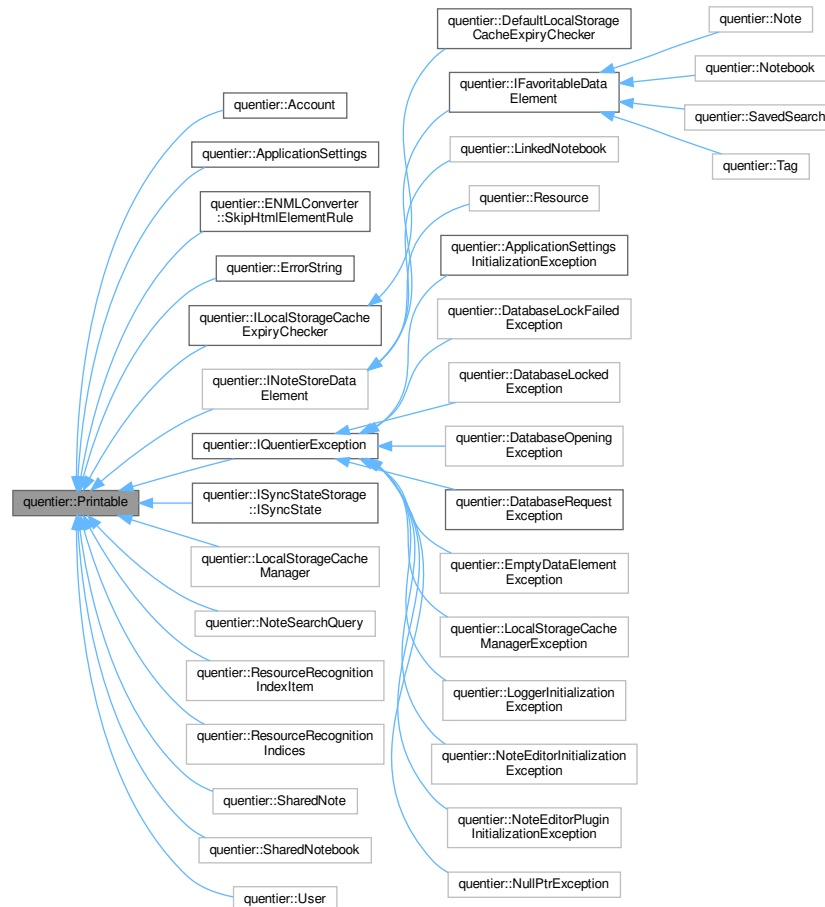 quentier::Printable
quentier::Account
quentier::ApplicationSettings
quentier::ENMLConverter
::SkipHtmlElementRule
quentier::ErrorString
quentier::ILocalStorageCache
ExpiryChecker
quentier::INoteStoreData
Element
quentier::IQuentierException
quentier::ISyncStateStorage
::ISyncState
quentier::LocalStorageCache
Manager
quentier::NoteSearchQuery
quentier::ResourceRecognition
IndexItem
quentier::ResourceRecognition
Indices
quentier::SharedNote
quentier::SharedNotebook
quentier::User
quentier::DefaultLocalStorage
CacheExpiryChecker
quentier::IFavoritableData
Element
quentier::LinkedNotebook
quentier::Resource
quentier::ApplicationSettings
InitializationException
quentier::DatabaseLockFailed
Exception
quentier::DatabaseLocked
Exception
quentier::DatabaseOpening
Exception
quentier::DatabaseRequest
Exception
quentier::EmptyDataElement
Exception
quentier::LocalStorageCache
ManagerException
quentier::LoggerInitialization
Exception
quentier::NoteEditorInitialization
Exception
quentier::NoteEditorPlugin
InitializationException
quentier::NullPtrException
quentier::Note
quentier::Notebook
quentier::SavedSearch
quentier::Tag